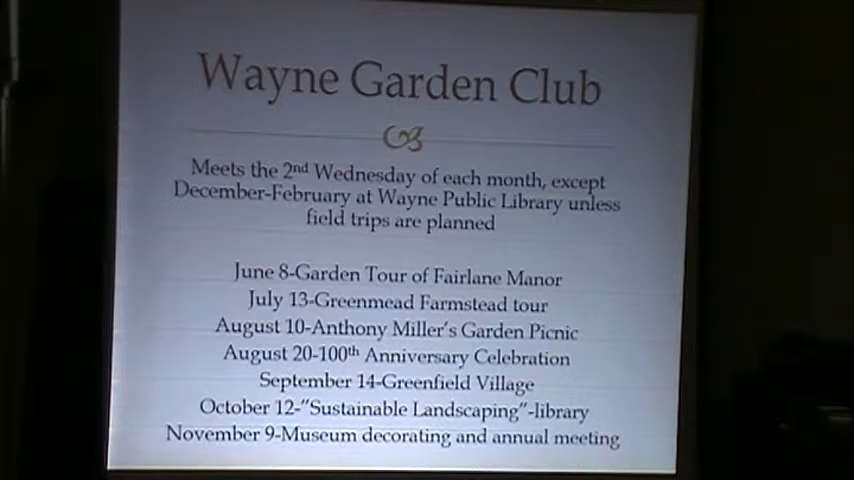 Wayne Garden Club
Meets the 2nd Wednesday of each month, except
December-February at Wayne Public Library unless
field trips are planned
June 8-Garden Tour of Fairlane Manor
July 13-Greenmead Farmstead tour
August 10-Anthony Miller's Garden Picnic
August 20-100th Anniversary Celebration
September 14-Greenfield Village
October 12-"Sustainable Landscaping"-library
November 9-Museum decorating and annual meeting